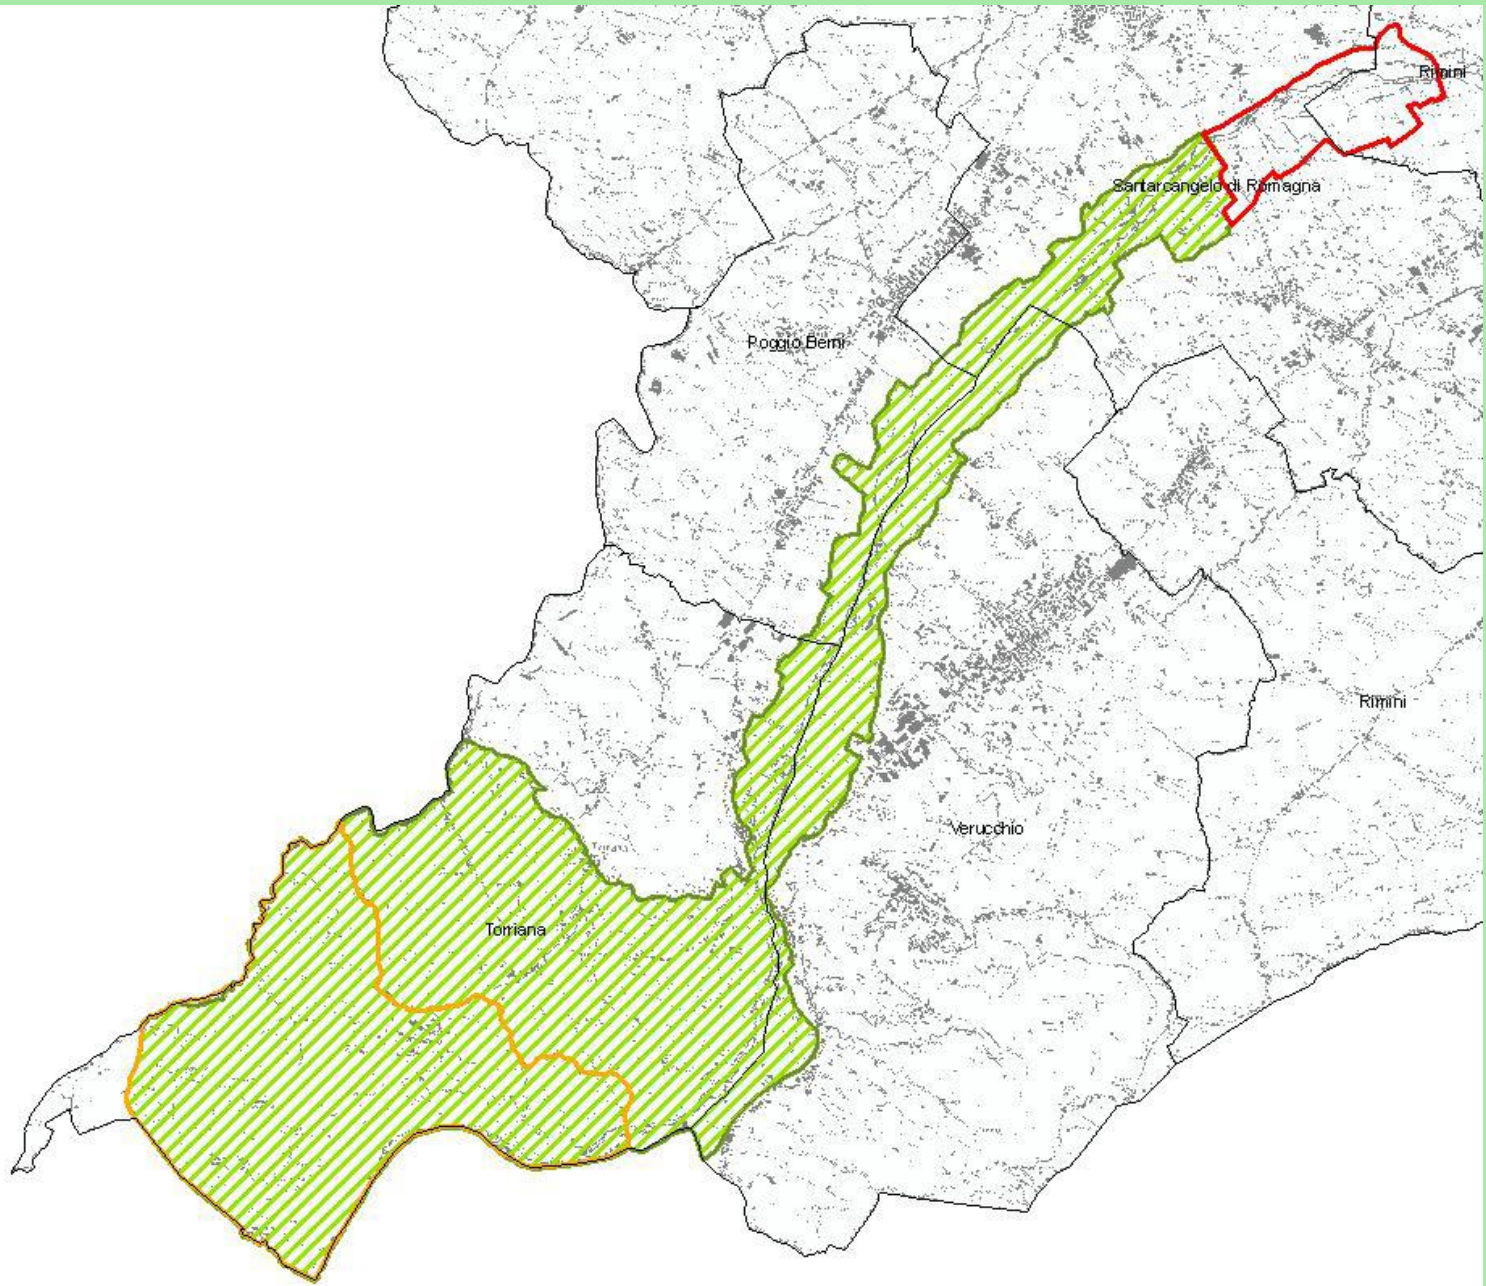 Rimini
Santarcangelo di Romagna
Poggio Berni
Rimini
Verucchio
Torriana